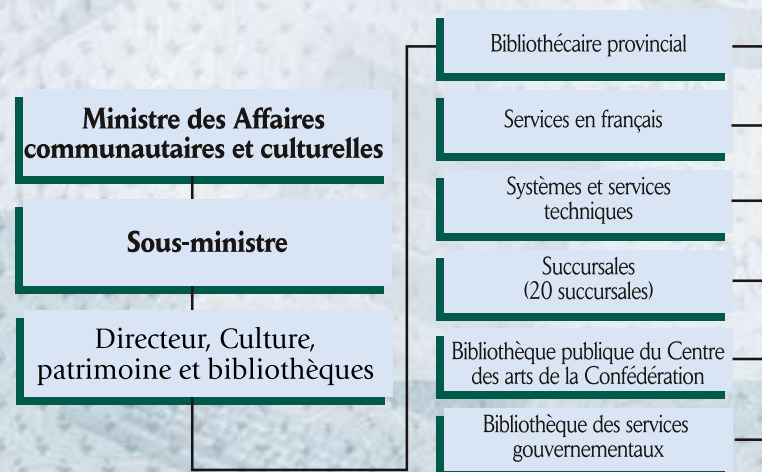 Ministre des Affaires
communautaires et culturelles
Sous-ministre
Directeur, Culture,
patrimoine et bibliothèques
Bibliothécaire provincial
Services en français
Systèmes et services
techniques
Succursales
(20 succursales)
Bibliothèque publique du Centre
des arts de la Confédération
Bibliothèque des services
gouvernementaux